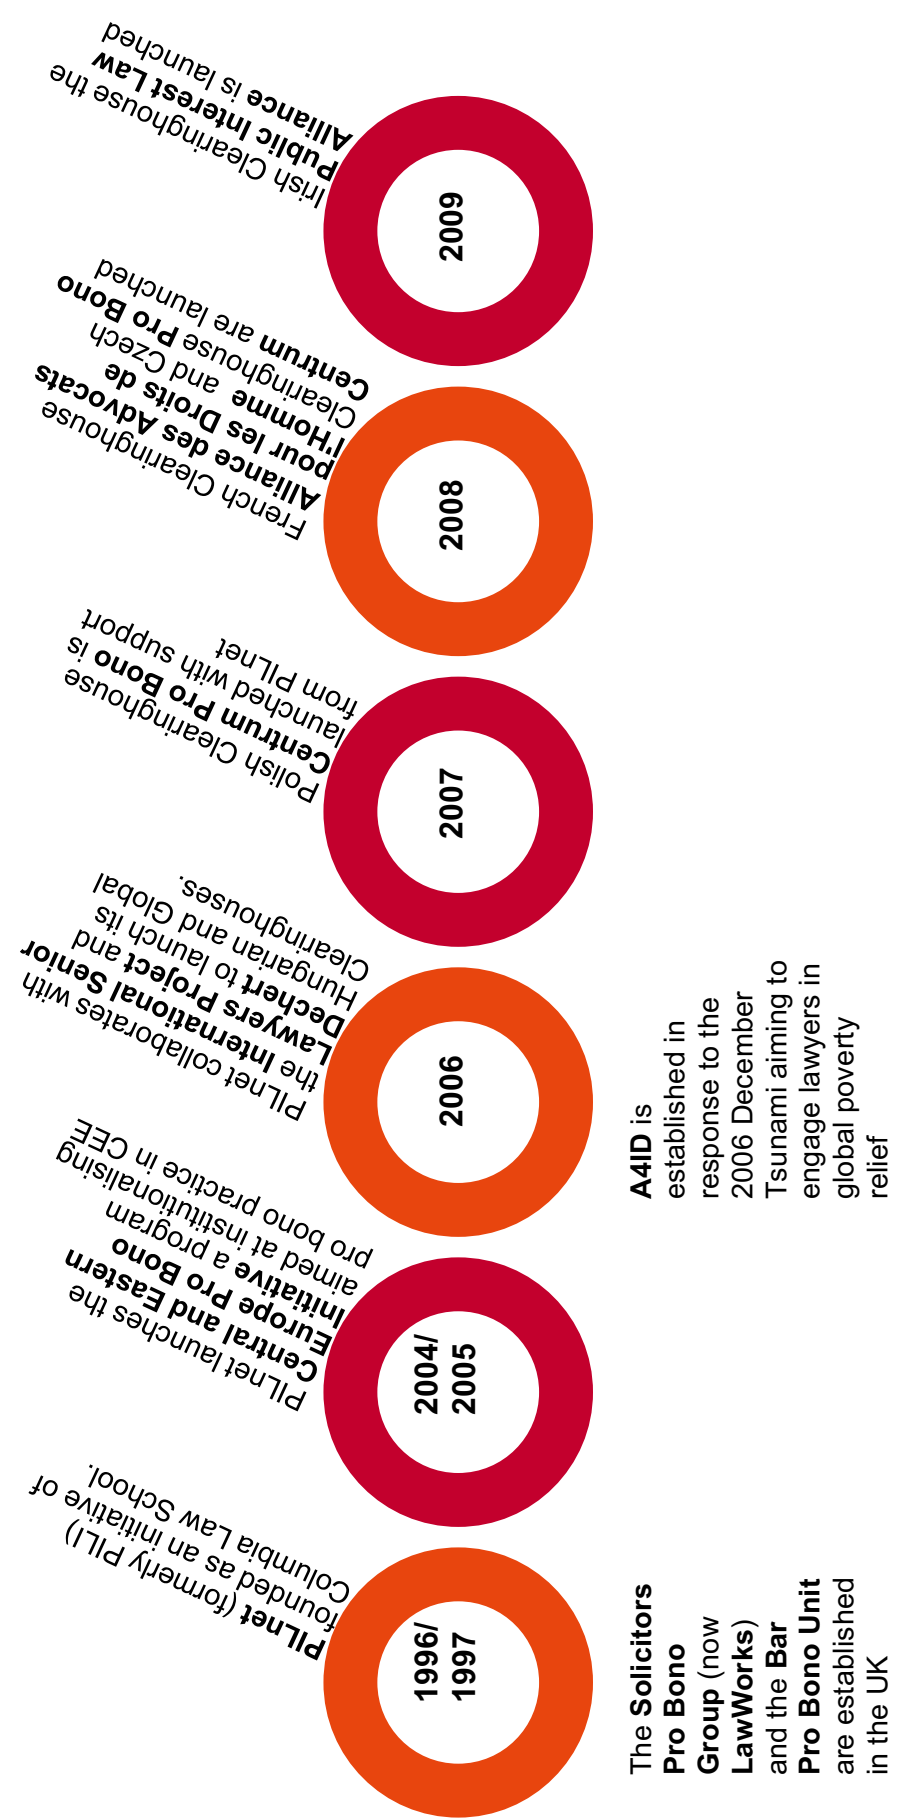 PILnet (formerly PILI)
founded as an initiative of
Columbia Law School.
1996/
1997
The Solicitors
Pro Bono
Group (now
LawWorks)
and the Bar
Pro Bono Unit
are established
in the UK
PILnet launches the
Central and Eastern
Europe Pro Bono
Initiative a program
aimed at institutionalising
pro bono practice in CEE
2004/
2005
PILnet collaborates with
the International Senior
Lawyers Project and
Dechert to launch its
Hungarian and Global
Clearinghouses.
2006
A4ID is
established in
response to the
2006 December
Tsunami aiming to
engage lawyers in
global poverty
relief
Polish Clearinghouse
Centrum Pro Bono is
launched with support
from PILnet
2007
French Clearinghouse
Alliance des Advocats
pour les Droits de
l'Homme and Czech
Clearinghouse Pro Bono
Centrum are launched
2008
Irish Clearinghouse the
Public Interest Law
Alliance is launched
2009